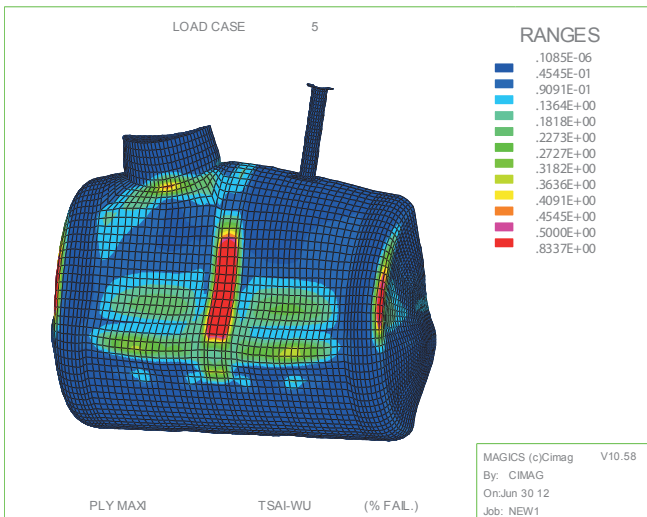 LOAD CASE 5
RANGES
.1085E-06
.4545E-01
.9091E-01
.1364E+00
.1818E+00
.2273E+00
.2727E+00
.3182E+00
.3636E+00
.4091E+00
.4545E+00
.5000E+00
.8337E+00
MAGICS (c)Cimag V10.58
By: CIMAG
On:Jun 30 12
Job: NEW1
PLY MAXI TSAI-WU (% FAIL.)